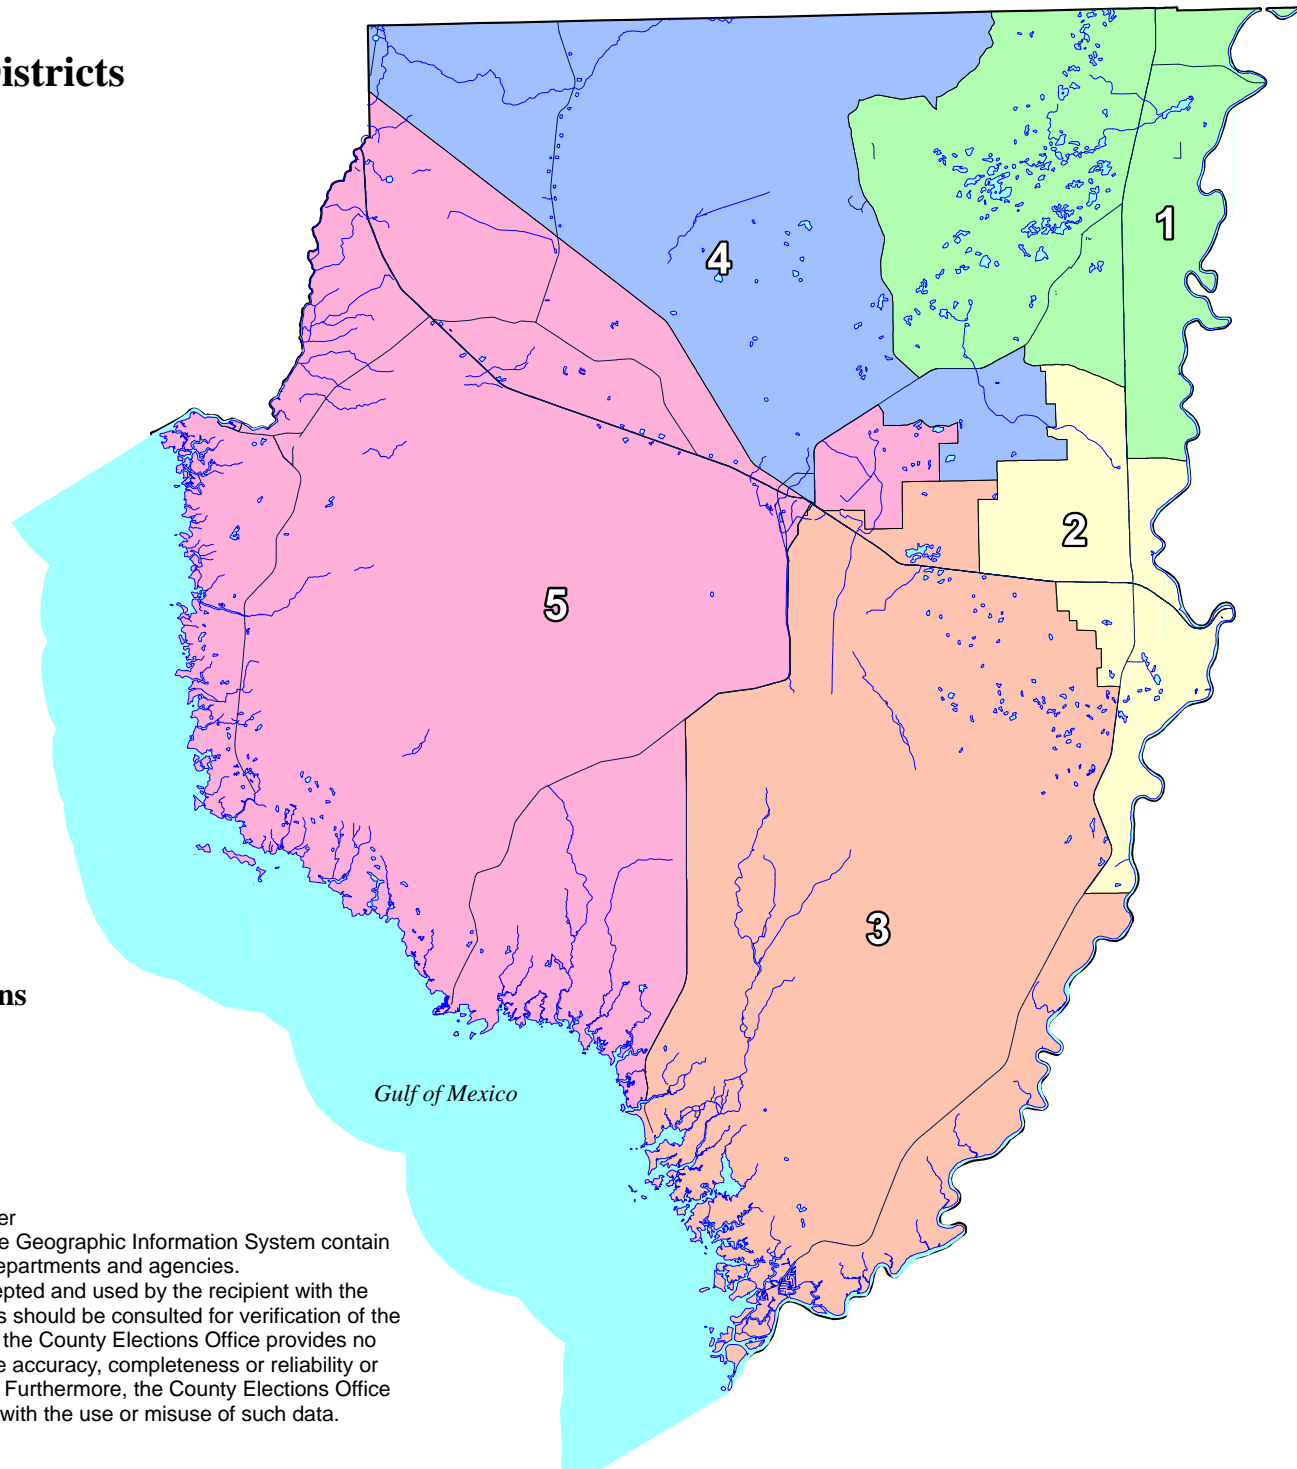 istricts
1
4
2
5
3
ns
Gulf of Mexico
er
e Geographic Information System contain
epartments and agencies.
epted and used by the recipient with the
s should be consulted for verification of the
the County Elections Office provides no
e accuracy, completeness or reliability or
Furthermore, the County Elections Office
with the use or misuse of such data.